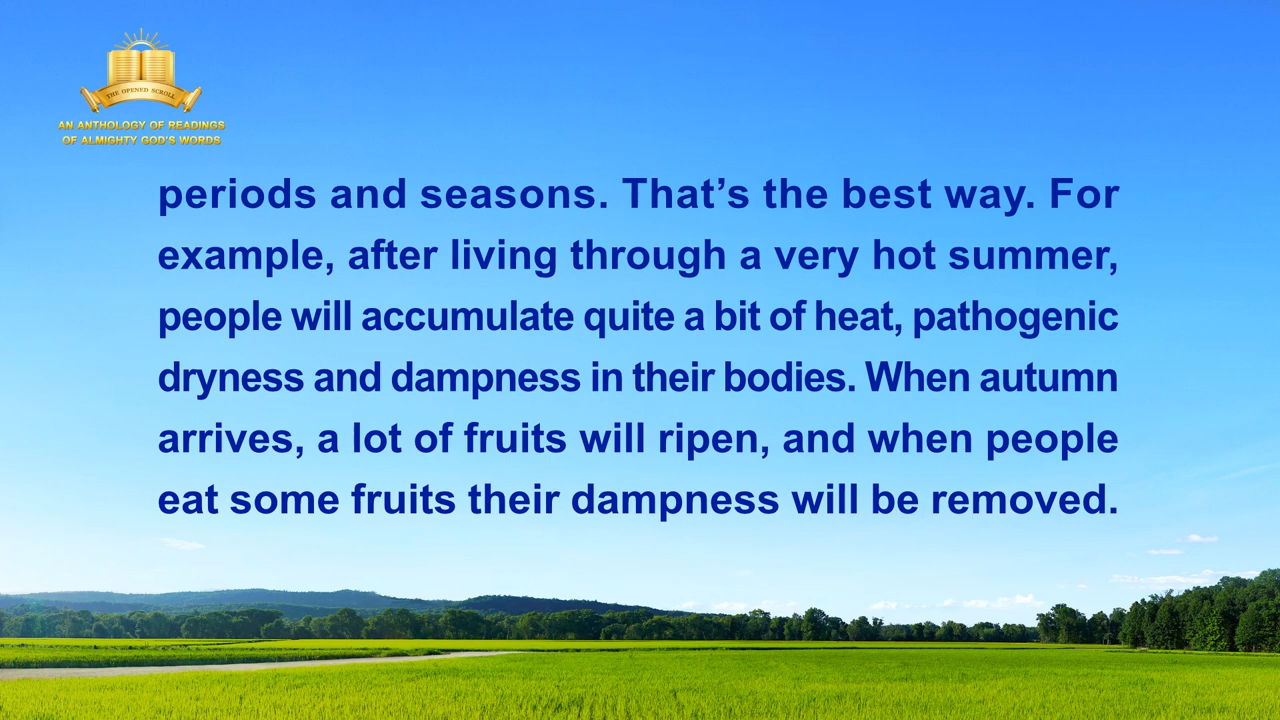 THE OPENED SCROLL
AN ANTHOLOGY OF READINGS
OF ALMIGHTY GOD'S WORDS
periods and seasons. That’s the best way. For
example, after living through a very hot summer,
people will accumulate quite a bit of heat, pathogenic
dryness and dampness in their bodies. When autumn
arrives, a lot of fruits will ripen, and when people
eat some fruits their dampness will be removed.